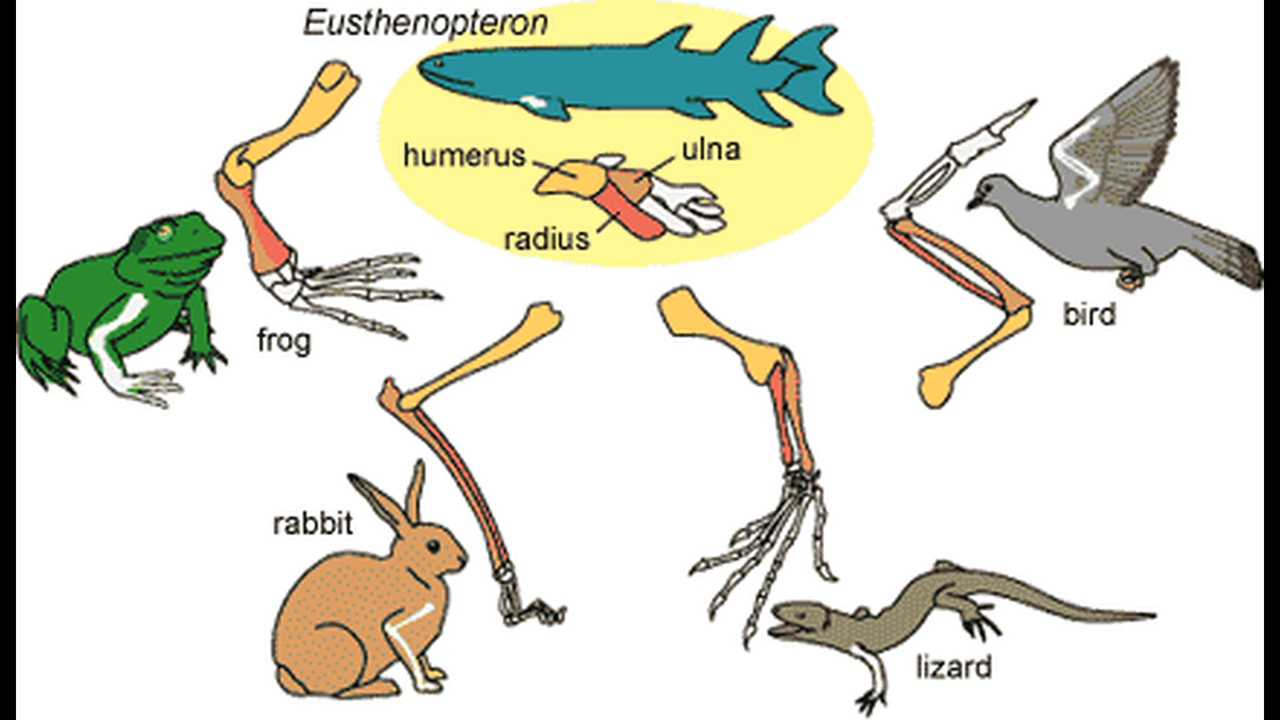 Eusthenopteron
humerus
ulna
radius
frog
bird
rabbit
lizard